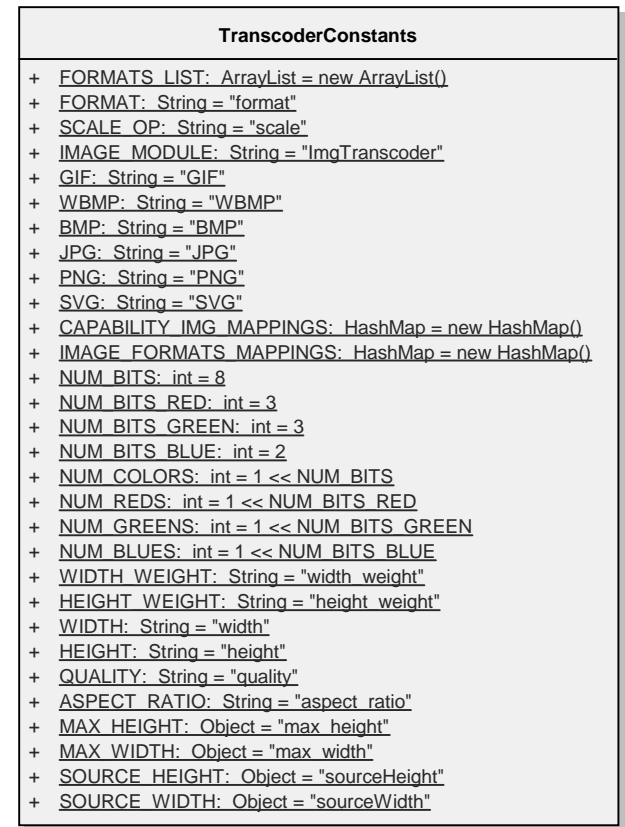 TranscoderConstants
+ FORMATS_LIST: ArrayList = new ArrayList()
+ FORMAT: String = "format"
+ SCALE_OP: String = "scale"
+ IMAGE_MODULE: String = "ImgTranscoder"
+ GIF: String = "GIF"
+ WBMP: String = "WBMP"
+ BMP: String = "BMP"
+ JPG: String = "JPG"
+ PNG: String = "PNG"
+ SVG: String = "SVG"
+ CAPABILITY_IMG_MAPPINGS: HashMap = new HashMap()
+ IMAGE_FORMATS_MAPPINGS: HashMap = new HashMap()
+ NUM_BITS: int = 8
+ NUM_BITS_RED: int = 3
+ NUM_BITS_GREEN: int = 3
+ NUM_BITS_BLUE: int = 2
+ NUM_COLORS: int = 1 << NUM_BITS
+ NUM_REDS: int = 1 << NUM_BITS_RED
+ NUM_GREENS: int = 1 << NUM_BITS_GREEN
+ NUM_BLUES: int = 1 << NUM_BITS_BLUE
+ WIDTH_WEIGHT: String = "width_weight"
+ HEIGHT_WEIGHT: String = "height_weight"
+ WIDTH: String = "width"
+ HEIGHT: String = "height"
+ QUALITY: String = "quality"
+ ASPECT_RATIO: String = "aspect_ratio"
+ MAX_HEIGHT: Object = "max_height"
+ MAX_WIDTH: Object = "max_width"
+ SOURCE_HEIGHT: Object = "sourceHeight"
+ SOURCE_WIDTH: Object = "sourceWidth"